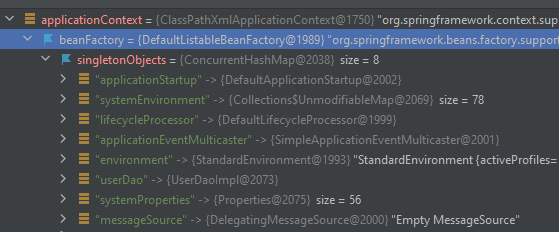 applicationContext = {ClassPathXmlApplicationContext@1750} "org.springframework.context.sup
beanFactory = {DefaultListableBeanFactory@1989} "org.springframework.beans.factory.support
singletonObjects = {ConcurrentHashMap@2038} size = 8
"applicationStartup" -> {DefaultApplicationStartup@2002}
"systemEnvironment" -> {Collections$UnmodifiableMap@2069} size = 78
"lifecycleProcessor" -> {DefaultLifecycleProcessor@1999}
"applicationEventMulticaster" -> {SimpleApplicationEventMulticaster@2001}
"environment" -> {StandardEnvironment@1993} "StandardEnvironment {activeProfiles=
"userDao" -> {UserDaoImpl@2073}
"systemProperties" -> {Properties@2075} size = 56
"messageSource" -> {DelegatingMessageSource@2000} "Empty MessageSource"